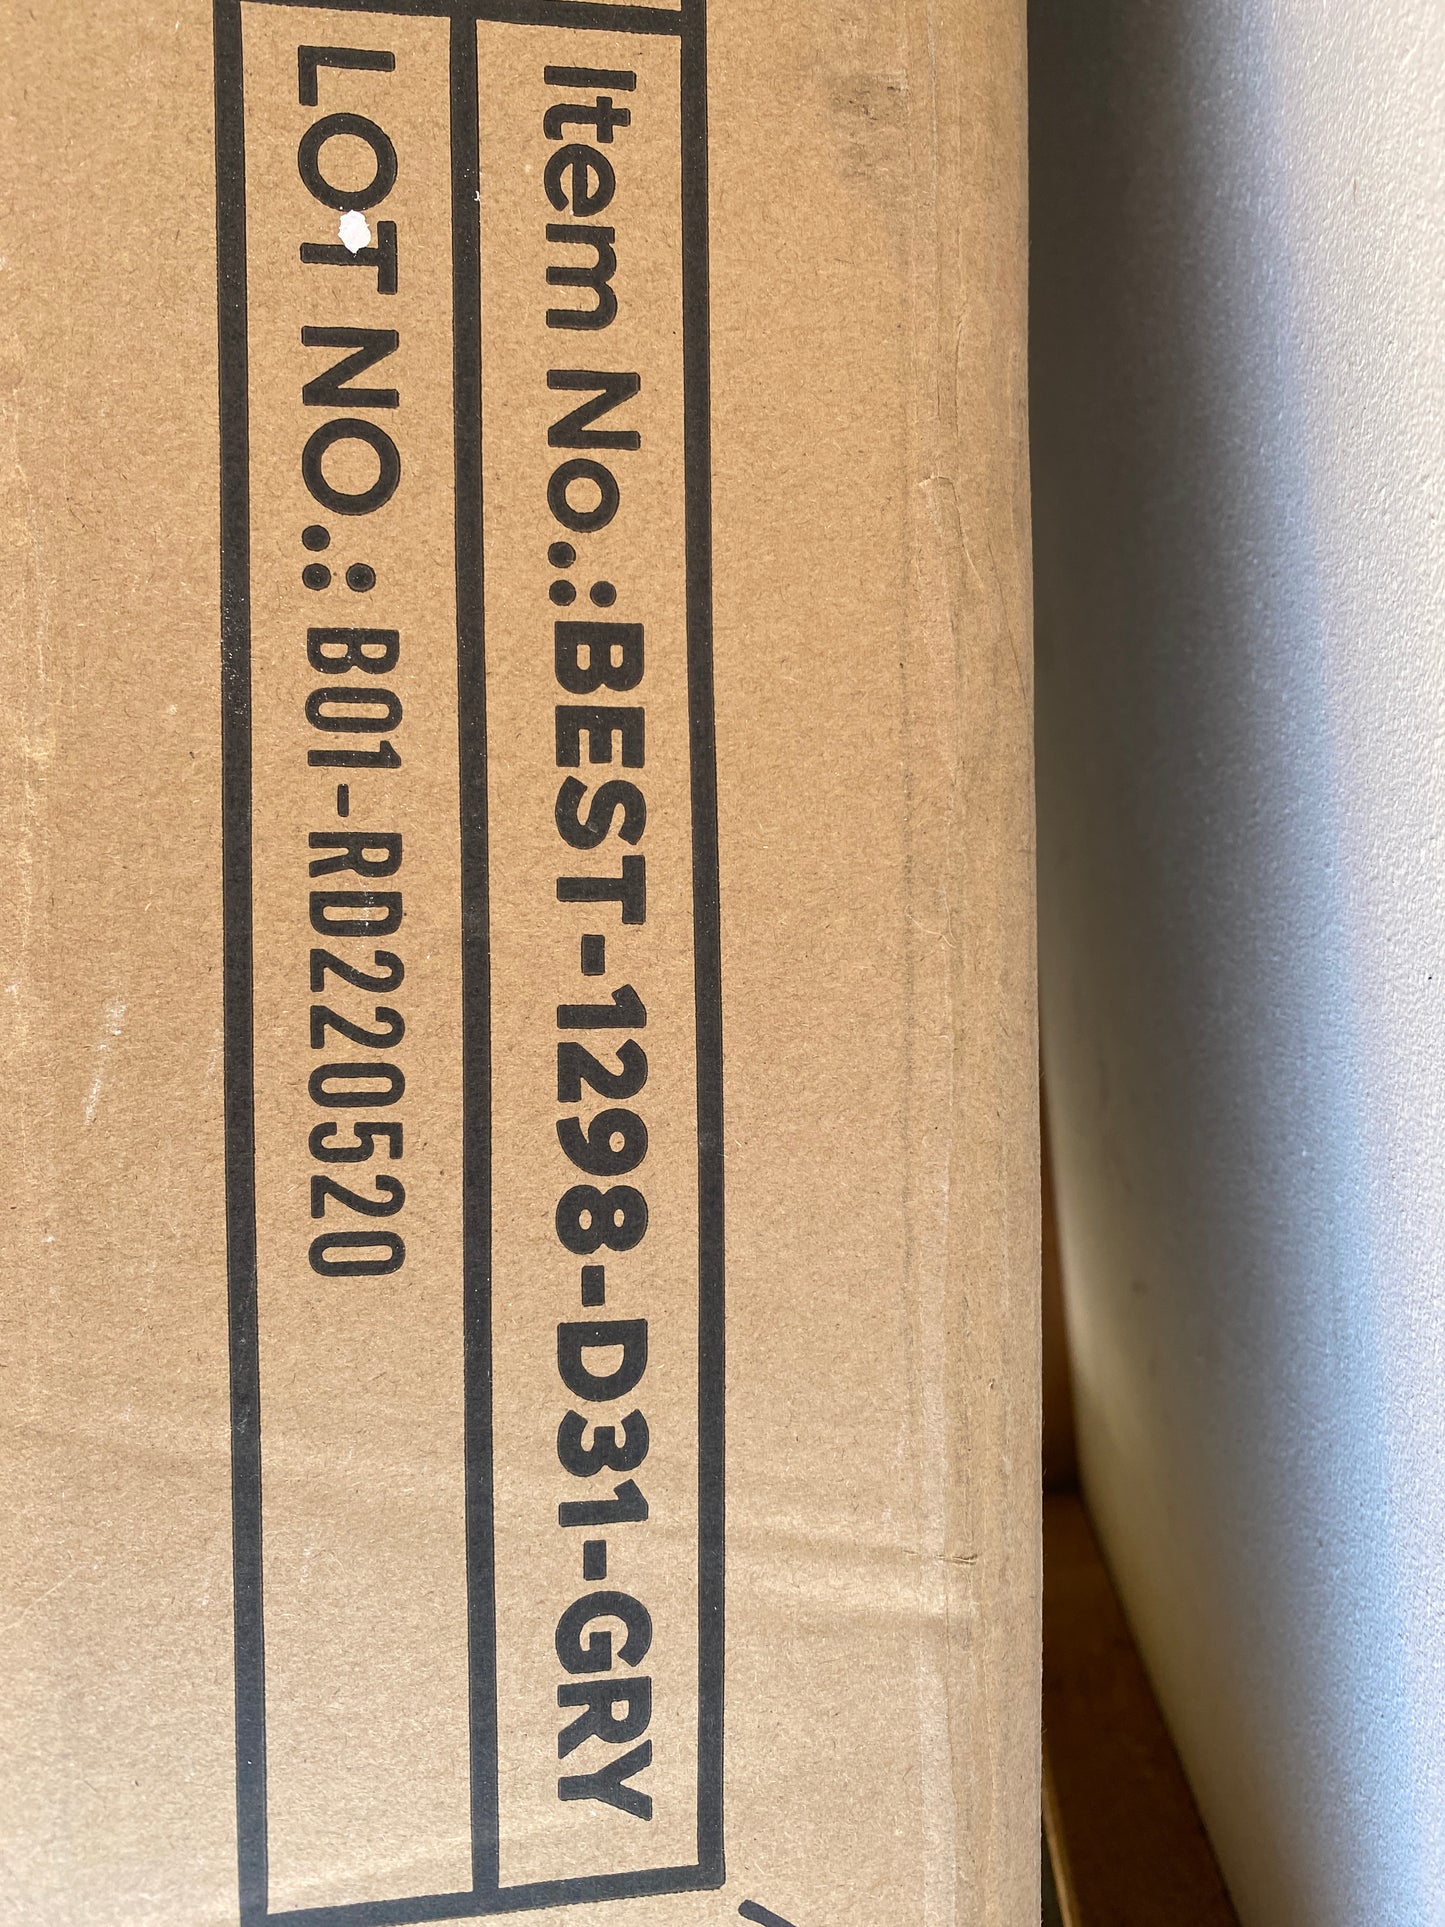 Item No.:BEST-1298-D31-GRY
LOT NO.: B01-RD220520